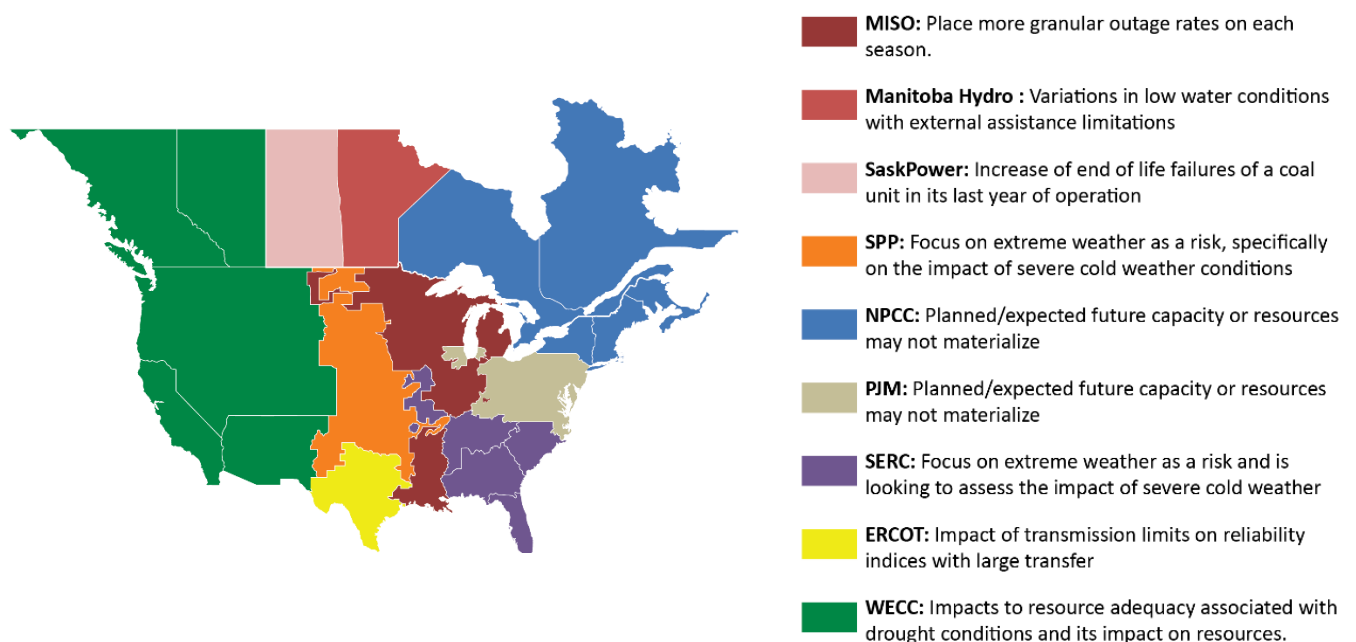 MISO: Place more granular outage rates on each
season.
Manitoba Hydro : Variations in low water conditions
with external assistance limitations
SaskPower: Increase of end of life failures of a coal
unit in its last year of operation
SPP: Focus on extreme weather as a risk, specifically
on the impact of severe cold weather conditions
NPCC: Planned/expected future capacity or resources
may not materialize
PJM: Planned/expected future capacity or resources
may not materialize
SERC: Focus on extreme weather as a risk and is
looking to assess the impact of severe cold weather
ERCOT: Impact of transmission limits on reliability
indices with large transfer
WECC: Impacts to resource adequacy associated with
drought conditions and its impact on resources.